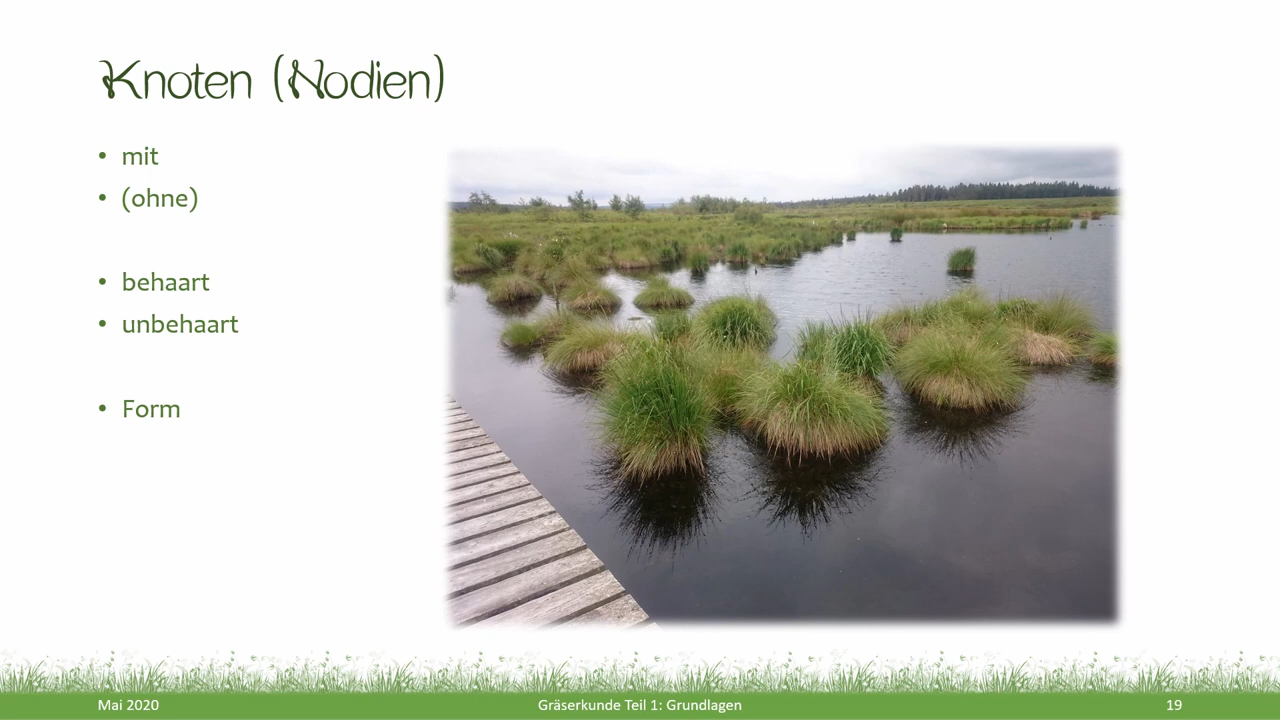 Knoten (Nodien)
• mit
• (ohne)
• behaart
• unbehaart
• Form
Mai 2020
Gräserkunde Teil 1: Grundlagen
19